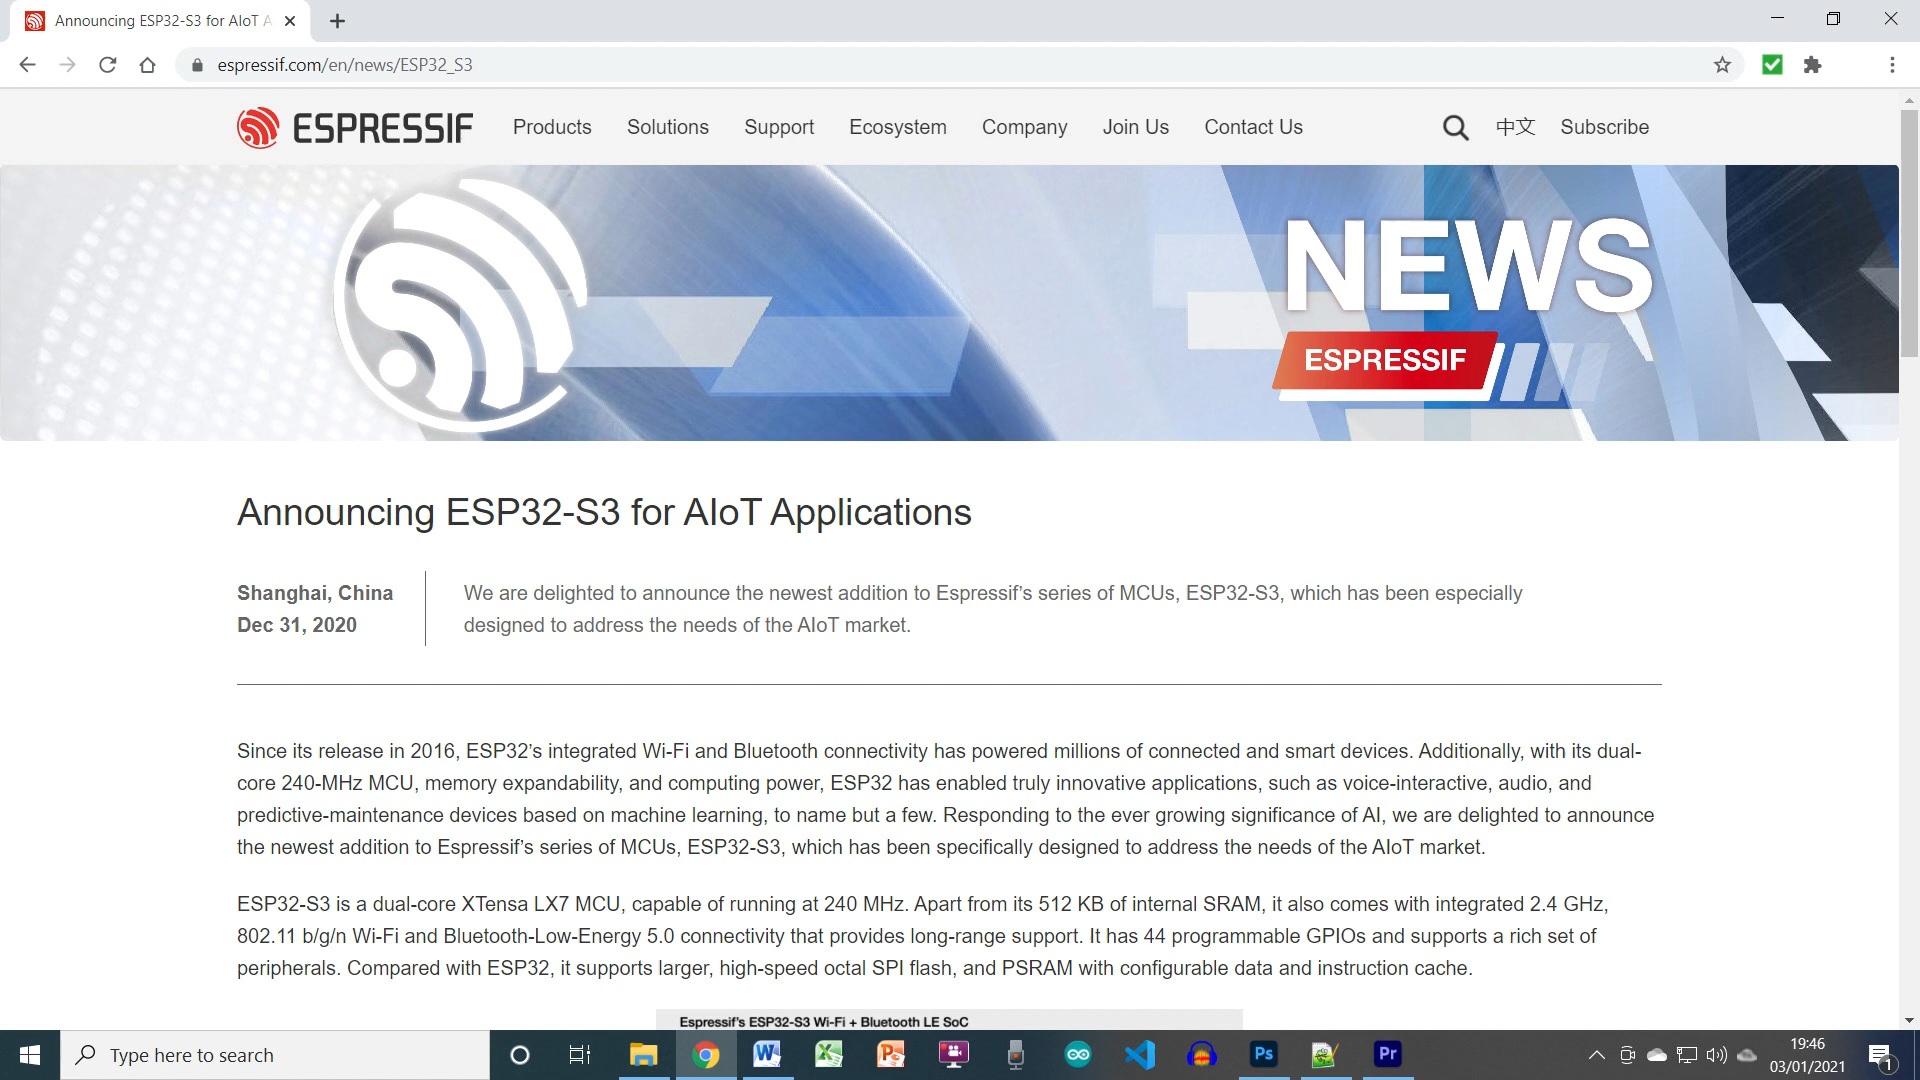 Announcing ESP32-S3 for AIoT A
espressif.com/en/news/ESP32_S3
ESPRESSIF
Products
Solutions
Support
Ecosystem
Company
Join Us
Contact Us
中文
Subscribe
NEWS
ESPRESSIF
Announcing ESP32-S3 for AIoT Applications
Shanghai, China
Dec 31, 2020
We are delighted to announce the newest addition to Espressif’s series of MCUs, ESP32-S3, which has been especially
designed to address the needs of the AIoT market.
Since its release in 2016, ESP32’s integrated Wi-Fi and Bluetooth connectivity has powered millions of connected and smart devices. Additionally, with its dual-
core 240-MHz MCU, memory expandability, and computing power, ESP32 has enabled truly innovative applications, such as voice-interactive, audio, and
predictive-maintenance devices based on machine learning, to name but a few. Responding to the ever growing significance of AI, we are delighted to announce
the newest addition to Espressif’s series of MCUs, ESP32-S3, which has been specifically designed to address the needs of the AIoT market.
ESP32-S3 is a dual-core XTensa LX7 MCU, capable of running at 240 MHz. Apart from its 512 KB of internal SRAM, it also comes with integrated 2.4 GHz,
802.11 b/g/n Wi-Fi and Bluetooth-Low-Energy 5.0 connectivity that provides long-range support. It has 44 programmable GPIOs and supports a rich set of
peripherals. Compared with ESP32, it supports larger, high-speed octal SPI flash, and PSRAM with configurable data and instruction cache.
Espressif's ESP32-S3 Wi-Fi + Bluetooth LE SoC
Type here to search
Ps
Pr
19:46
03/01/2021
1